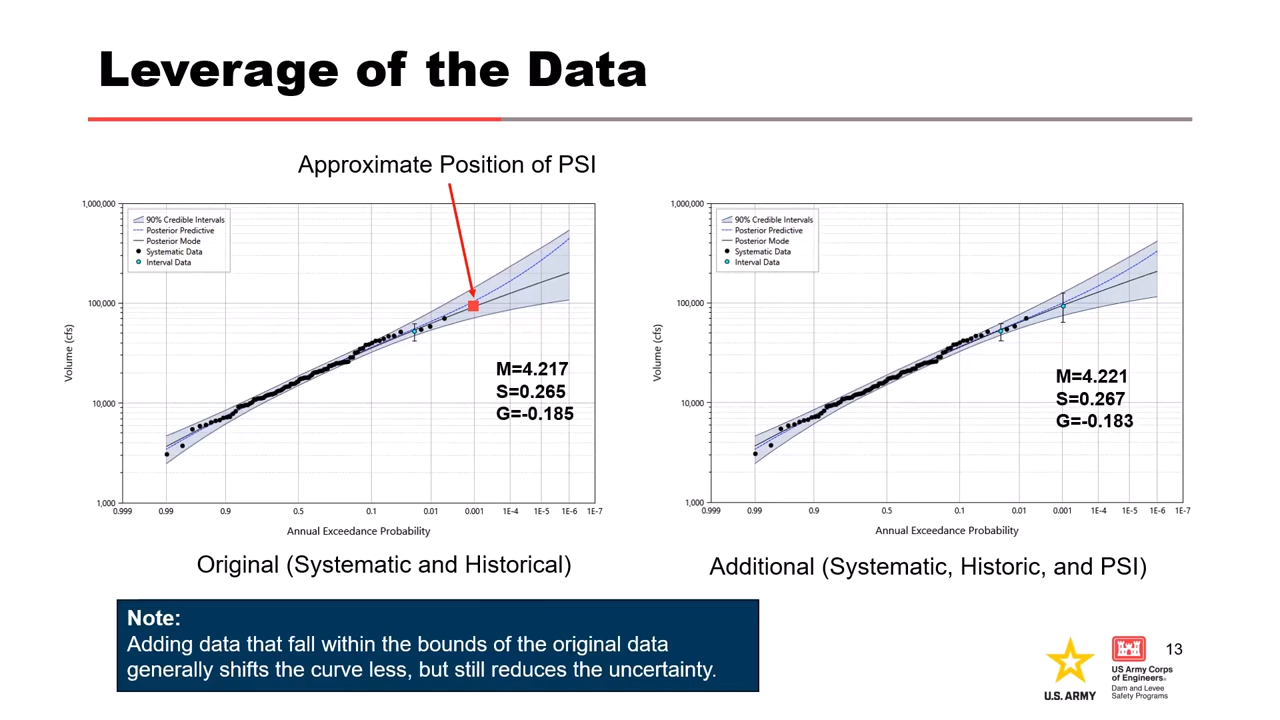 Leverage of the Data
Approximate Position of PSI
1,000,000
100,000
10,000
1,000
Volume (cfs)
90% Credible Intervals
Posterior Predictive
Posterior Mode
Systematic Data
Interval Data
M=4.217
S=0.265
G=-0.185
0.999 0.99 0.9 0.5 0.1 0.01 0.001 1E-4 1E-5 1E-6 1E-7
Annual Exceedance Probability
Original (Systematic and Historical)
1,000,000
100,000
10,000
1,000
Volume (cfs)
90% Credible Intervals
Posterior Predictive
Posterior Mode
Systematic Data
Interval Data
M=4.221
S=0.267
G=-0.183
0.999 0.99 0.9 0.5 0.1 0.01 0.001 1E-4 1E-5 1E-6 1E-7
Annual Exceedance Probability
Additional (Systematic, Historic, and PSI)
Note:
Adding data that fall within the bounds of the original data
generally shifts the curve less, but still reduces the uncertainty.
U.S. ARMY
US Army Corps
of Engineers®
Dam and Levee
Safety Programs
13